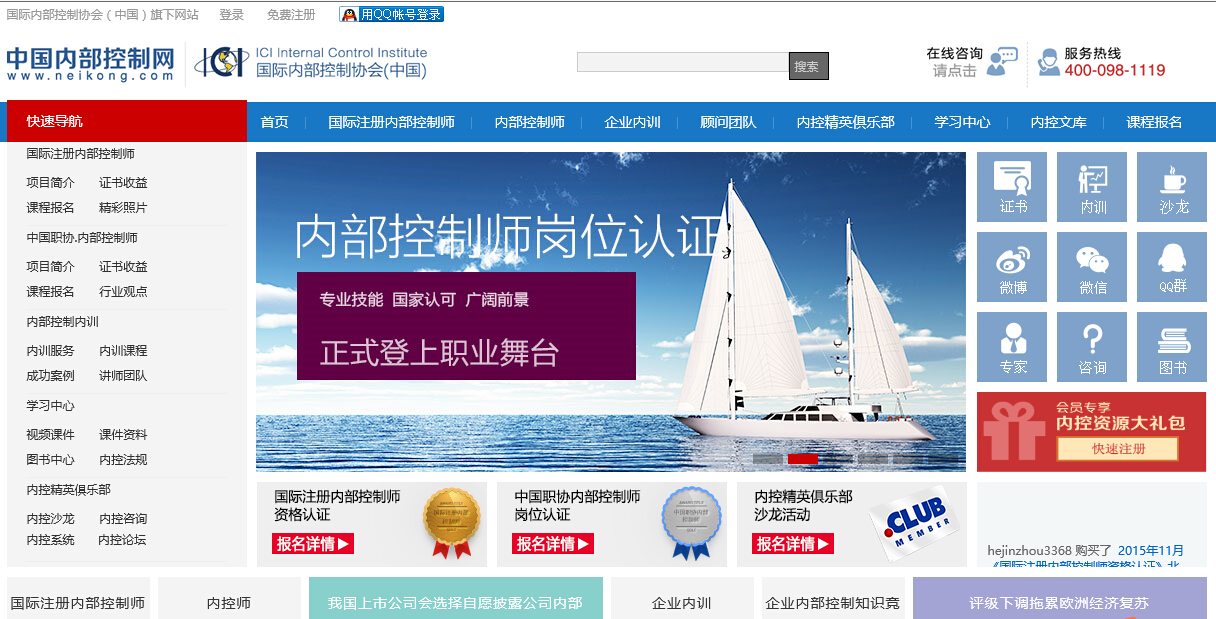 国际内部控制协会（中国）旗下网站 登录 免费注册 用QQ帐号登录
中国内部控制网
www.neikong.com
ICI
ICI Internal Control Institute
国际内部控制协会(中国)
搜索
在线咨询
请点击
服务热线
400-098-1119
快速导航 首页 国际注册内部控制师 内部控制师 企业内训 顾问团队 内控精英俱乐部 学习中心 内控文库 课程报名
国际注册内部控制师
项目简介 证书收益
课程报名 精彩照片
中国职协.内部控制师
项目简介 证书收益
课程报名 行业观点
内部控制内训
内训服务 内训课程
成功案例 讲师团队
学习中心
视频课件 课件资料
图书中心 内控法规
内控精英俱乐部
内控沙龙 内控咨询
内控系统 内控论坛
内部控制师岗位认证
专业技能 国家认可 广阔前景
正式登上职业舞台
证书 内训 沙龙
微博 微信 QQ群
专家 咨询 图书
会员专享
内控资源大礼包
快速注册
国际注册内部控制师
资格认证
报名详情▶
中国职协内部控制师
岗位认证
报名详情▶
内控精英俱乐部
沙龙活动
报名详情▶
CLUB
MEMBER
hejinzhou3368 购买了 2015年11月
《国际注册内部控制师资格认证》北
国际注册内部控制师 内控师 我国上市公司会选择自愿披露公司内部 企业内训 企业内部控制知识竞 评级下调拖累欧洲经济复苏